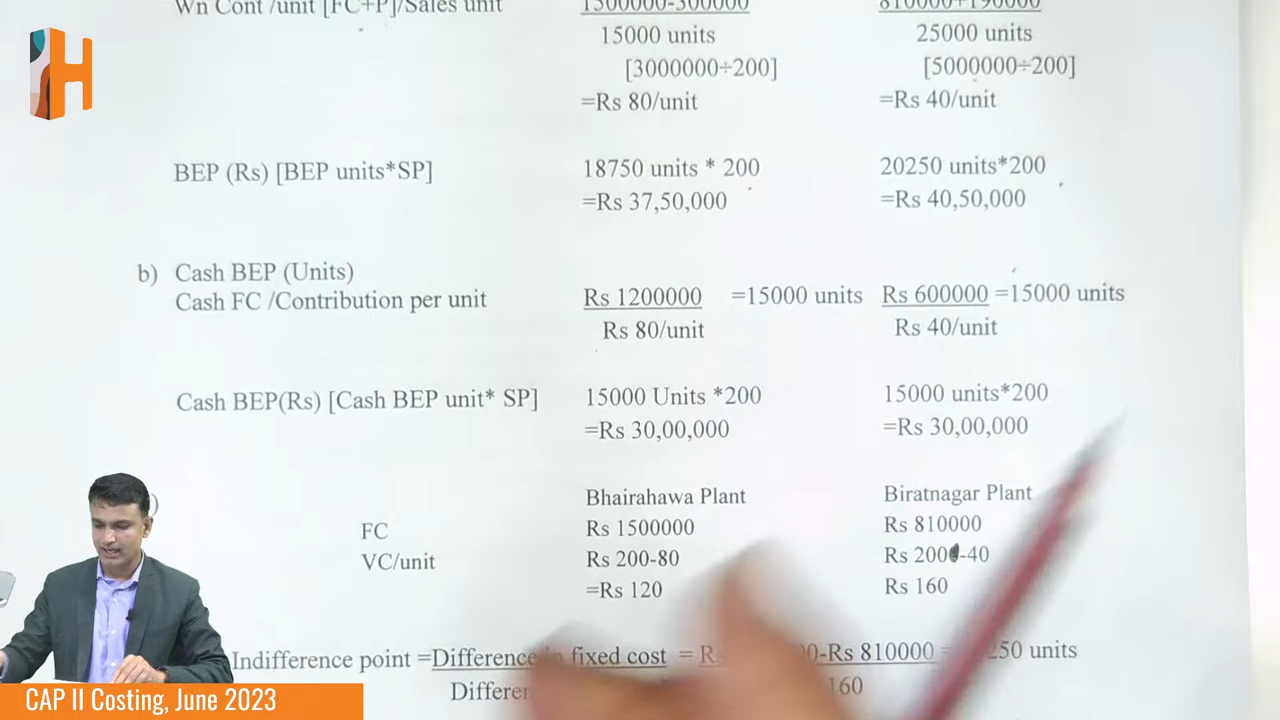 Wn Cont /unit [FC+P]/Sales unit 1500000-300000 810000+190000
15000 units 25000 units
[3000000÷200] [5000000÷200]
=Rs 80/unit =Rs 40/unit
BEP (Rs) [BEP units*SP] 18750 units * 200 20250 units*200
=Rs 37,50,000 =Rs 40,50,000
b) Cash BEP (Units)
Cash FC /Contribution per unit Rs 1200000 =15000 units Rs 600000 =15000 units
Rs 80/unit Rs 40/unit
Cash BEP(Rs) [Cash BEP unit* SP] 15000 Units *200 15000 units*200
=Rs 30,00,000 =Rs 30,00,000
Bhairahawa Plant Biratnagar Plant
FC Rs 1500000 Rs 810000
VC/unit Rs 200-80 Rs 200-40
=Rs 120 Rs 160
Indifference point =Difference in fixed cost = -Rs 810000 250 units
160
H
CAP II Costing, June 2023